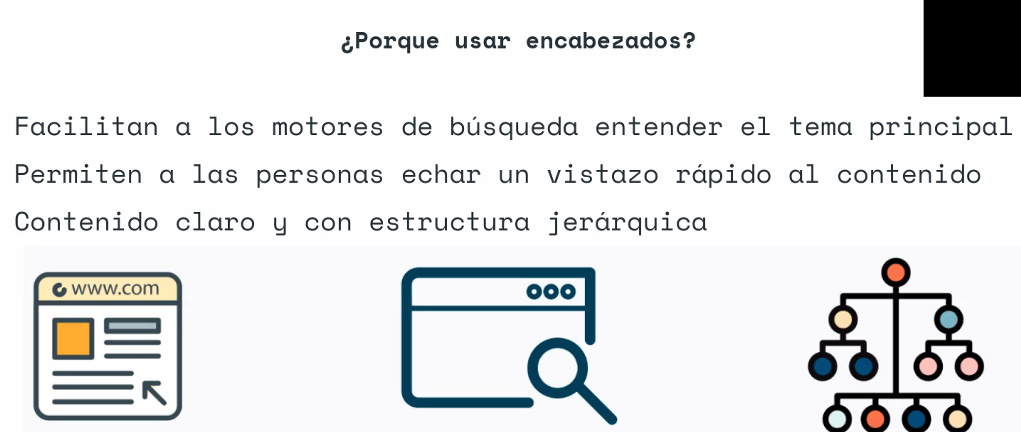 ¿Porque usar encabezados?
Facilitan a los motores de búsqueda entender el tema principal
Permiten a las personas echar un vistazo rápido al contenido
Contenido claro y con estructura jerárquica
www.com